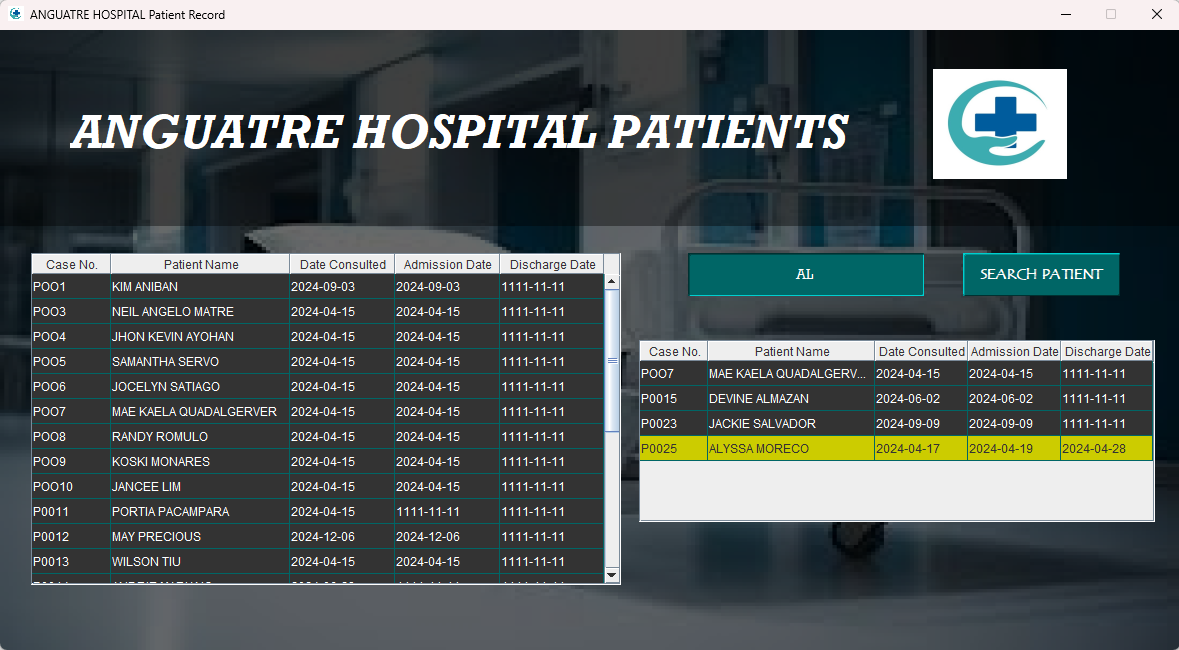 ANGUATRE HOSPITAL Patient Record
ANGUATRE HOSPITAL PATIENTS
Case No. Patient Name Date Consulted Admission Date Discharge Date
POO1 KIM ANIBAN 2024-09-03 2024-09-03 1111-11-11
POO3 NEIL ANGELO MATRE 2024-04-15 2024-04-15 1111-11-11
POO4 JHON KEVIN AYOHAN 2024-04-15 2024-04-15 1111-11-11
POO5 SAMANTHA SERVO 2024-04-15 2024-04-15 1111-11-11
POO6 JOCELYN SATIAGO 2024-04-15 2024-04-15 1111-11-11
POO7 MAE KAELA QUADALGERVER 2024-04-15 2024-04-15 1111-11-11
POO8 RANDY ROMULO 2024-04-15 2024-04-15 1111-11-11
POO9 KOSKI MONARES 2024-04-15 2024-04-15 1111-11-11
POO10 JANCEE LIM 2024-04-15 2024-04-15 1111-11-11
P0011 PORTIA PACAMPARA 2024-04-15 1111-11-11 1111-11-11
P0012 MAY PRECIOUS 2024-12-06 2024-12-06 1111-11-11
P0013 WILSON TIU 2024-04-15 2024-04-15 1111-11-11
AL
SEARCH PATIENT
Case No. Patient Name Date Consulted Admission Date Discharge Date
POO7 MAE KAELA QUADALGERV... 2024-04-15 2024-04-15 1111-11-11
P0015 DEVINE ALMAZAN 2024-06-02 2024-06-02 1111-11-11
P0023 JACKIE SALVADOR 2024-09-09 2024-09-09 1111-11-11
P0025 ALYSSA MORECO 2024-04-17 2024-04-19 2024-04-28